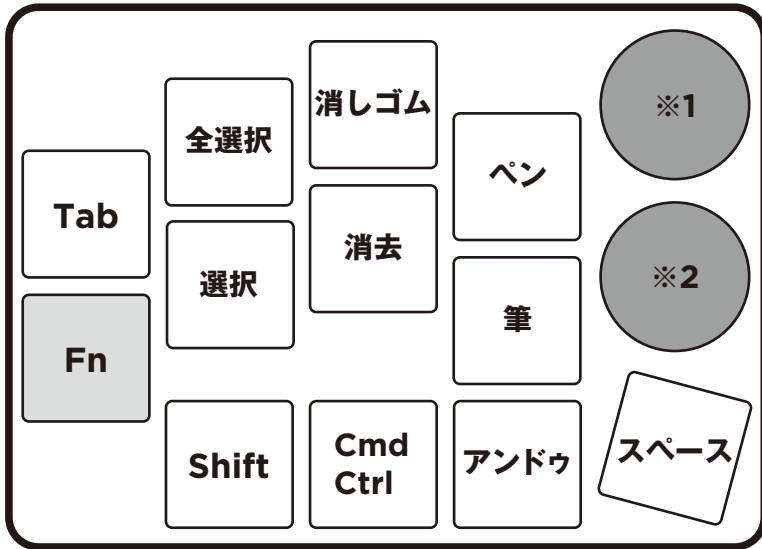 消しゴム
※1
全選択
ペン
Tab
消去
※2
選択
筆
Fn
Shift
Cmd
Ctrl
アンドゥ
スペース